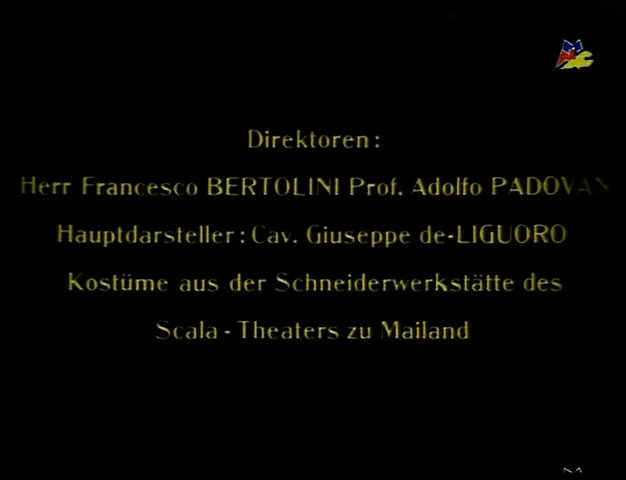 Direktoren:
Herr Francesco BERTOLINI Prof. Adolfo PADOVAN
Hauptdarsteller: Cav. Giuseppe de-LIGUORO
Kostüme aus der Schneiderwerkstätte des
Scala-Theaters zu Mailand